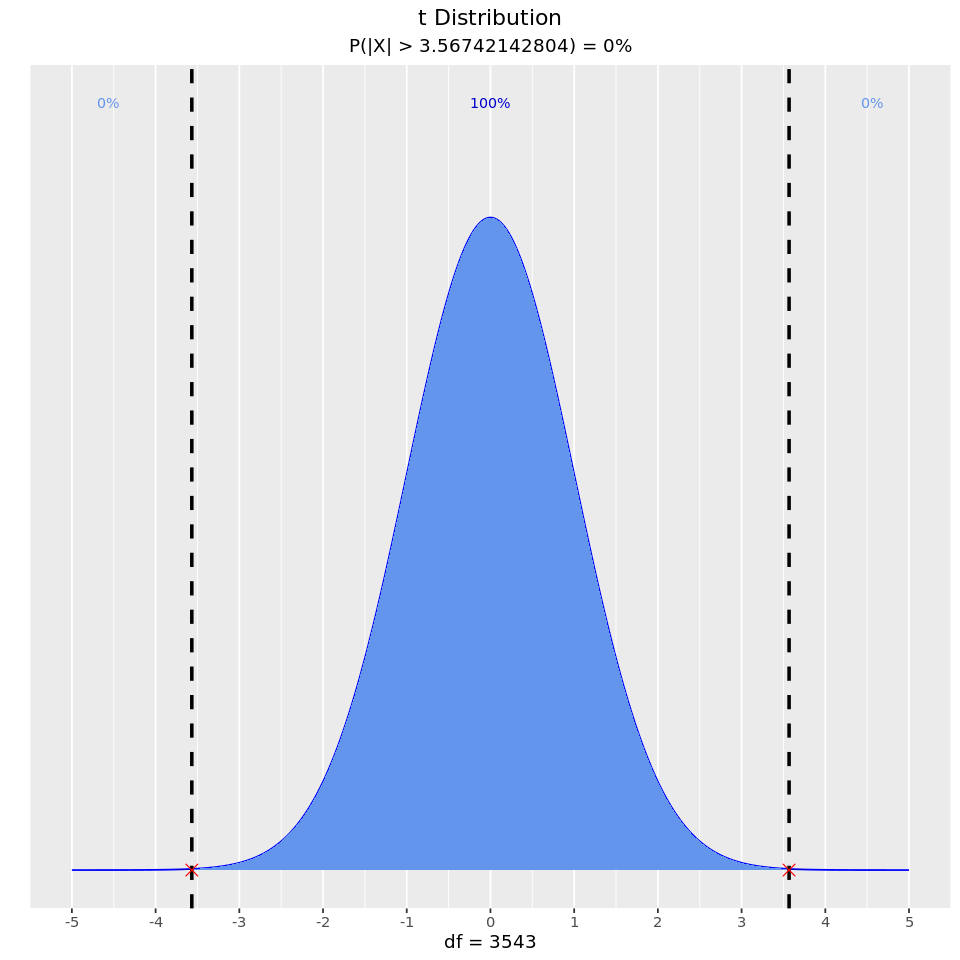 t Distribution
P(|X| > 3.56742142804) = 0%
0% 100% 0%
-5 -4 -3 -2 -1 0 1 2 3 4 5
df = 3543